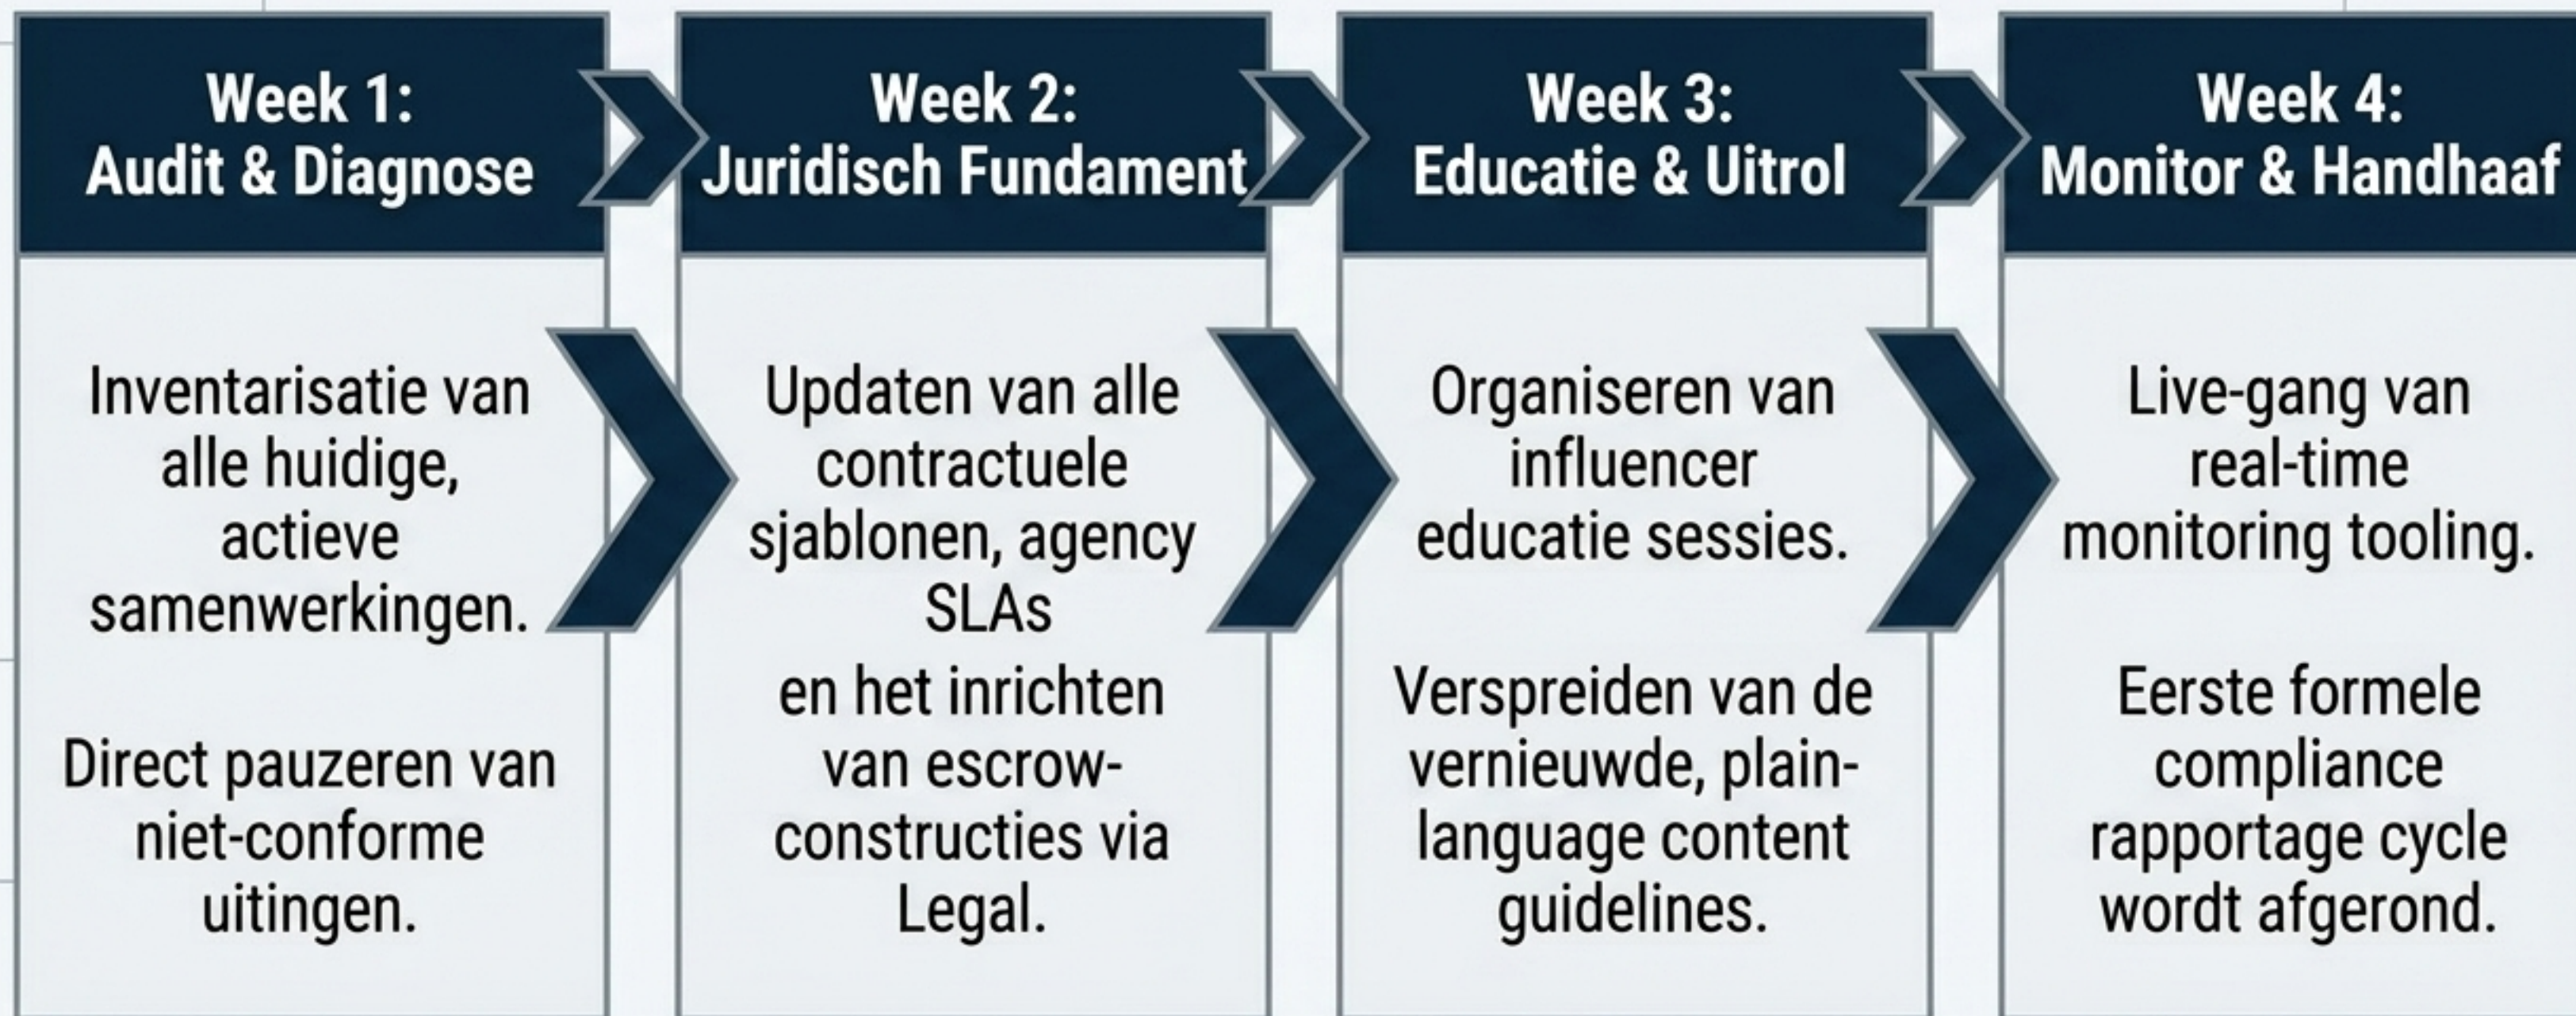 Week 1:
Audit & Diagnose
Inventarisatie van
alle huidige,
actieve
samenwerkingen.
Direct pauzeren van
niet-conforme
uitingen.
Week 2:
Juridisch Fundament
Updaten van alle
contractuele
sjablonen, agency
SLAs
en het inrichten
van escrow-
constructies via
Legal.
Week 3:
Educatie & Uitrol
Organiseren van
influencer
educatie sessies.
Verspreiden van de
vernieuwde, plain-
language content
guidelines.
Week 4:
Monitor & Handhaaf
Live-gang van
real-time
monitoring tooling.
Eerste formele
compliance
rapportage cycle
wordt afgerond.